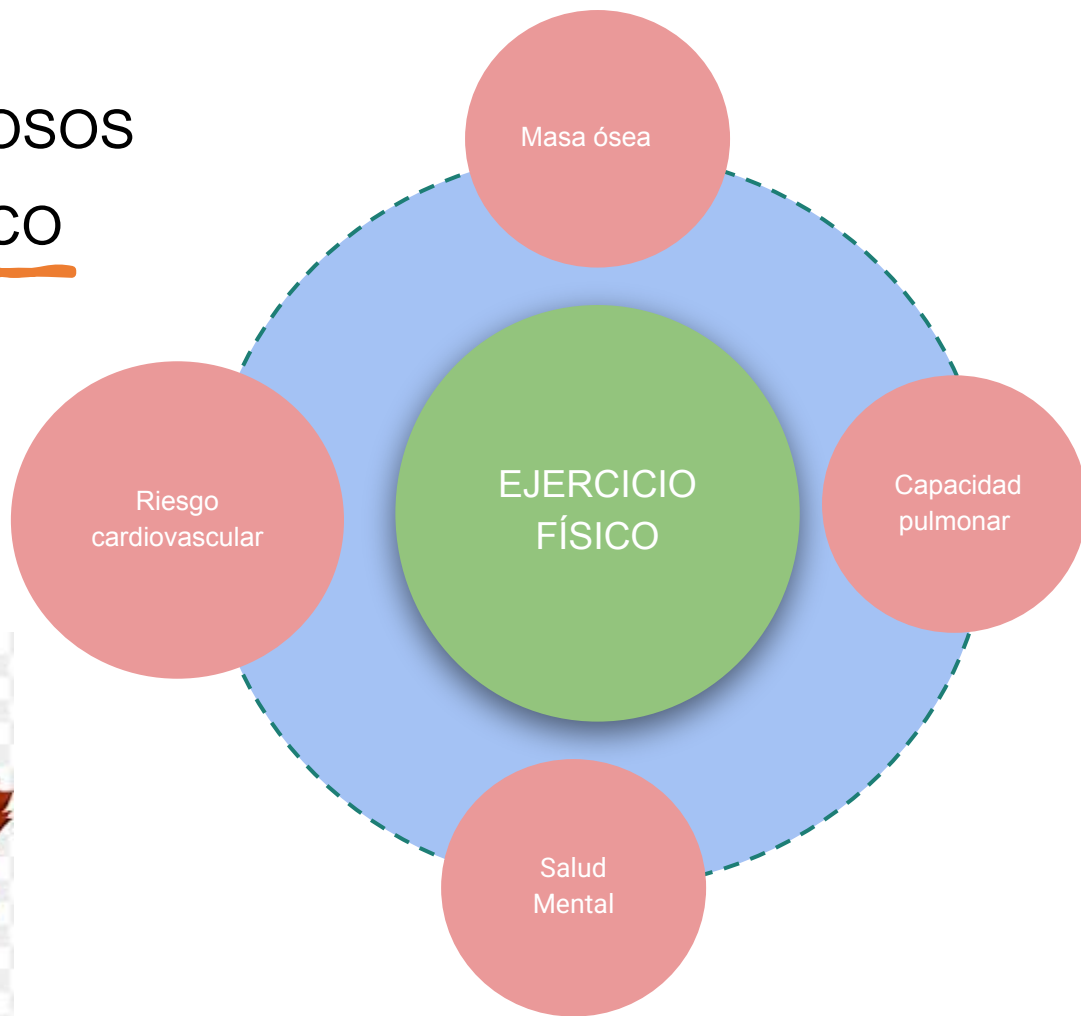 OSOS
CO
Masa ósea
Riesgo
cardiovascular
EJERCICIO
FÍSICO
Capacidad
pulmonar
Salud
Mental